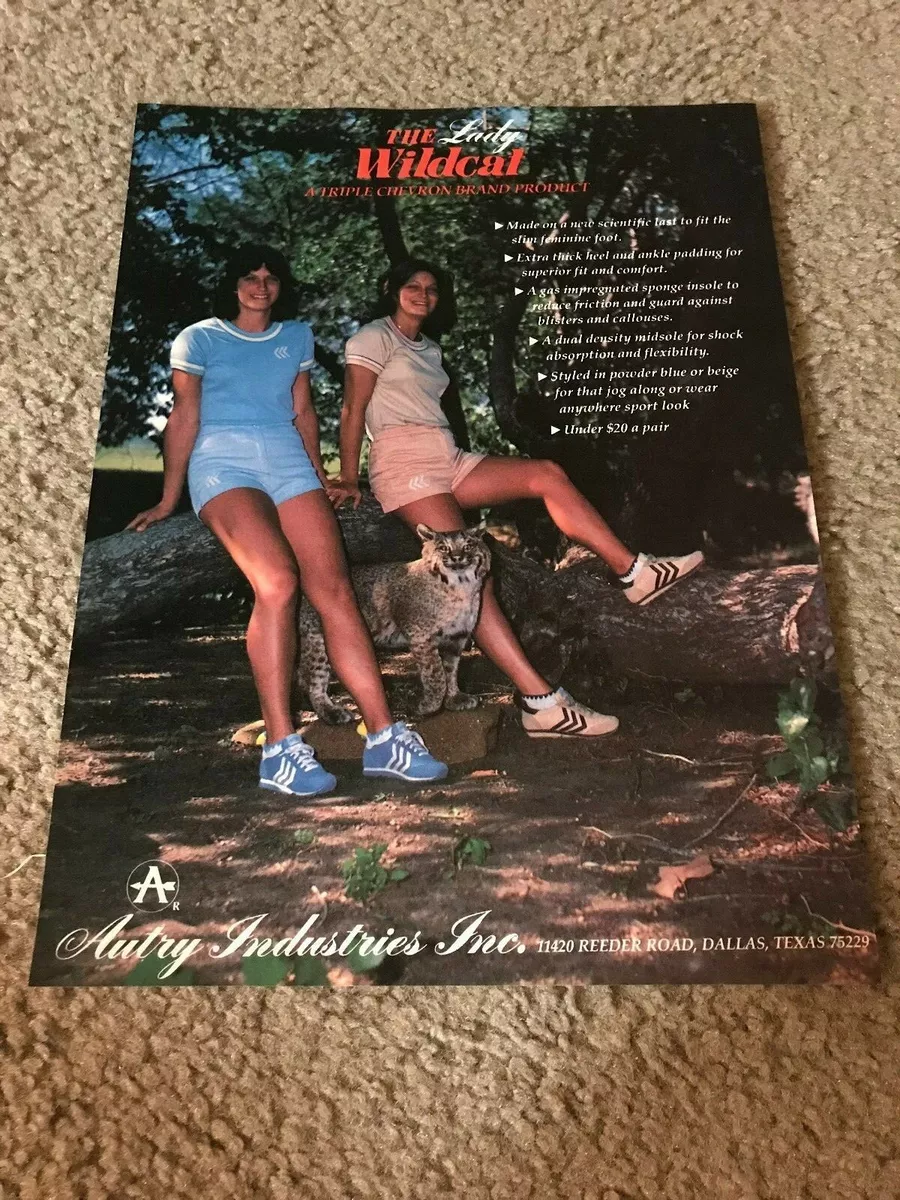 THE Lady
Wildcat
A TRIPLE CHEVRON BRAND PRODUCT
▶ Made on a new scientific last to fit the
slim feminine foot.
▶ Extra thick heel and ankle padding for
superior fit and comfort.
▶ A gas impregnated sponge insole to
reduce friction and guard against
blisters and callouses.
▶ A dual density midsole for shock
absorption and flexibility.
▶ Styled in powder blue or beige
for that jog along or wear
anywhere sport look
▶ Under $20 a pair
A
R
Autry Industries Inc. 11420 REEDER ROAD, DALLAS, TEXAS 75229